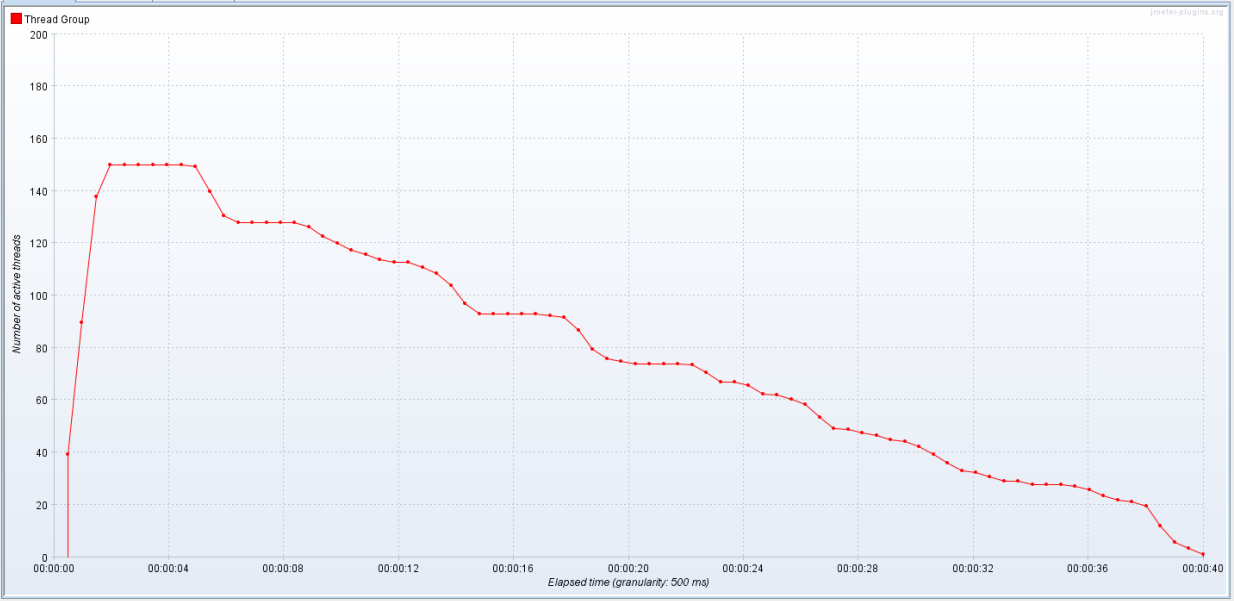 Thread Group
jmeter-plugins.org
200
180
160
140
120
100
80
60
40
20
0
Number of active threads
00:00:00 00:00:04 00:00:08 00:00:12 00:00:16 00:00:20 00:00:24 00:00:28 00:00:32 00:00:36 00:00:40
Elapsed time (granularity: 500 ms)